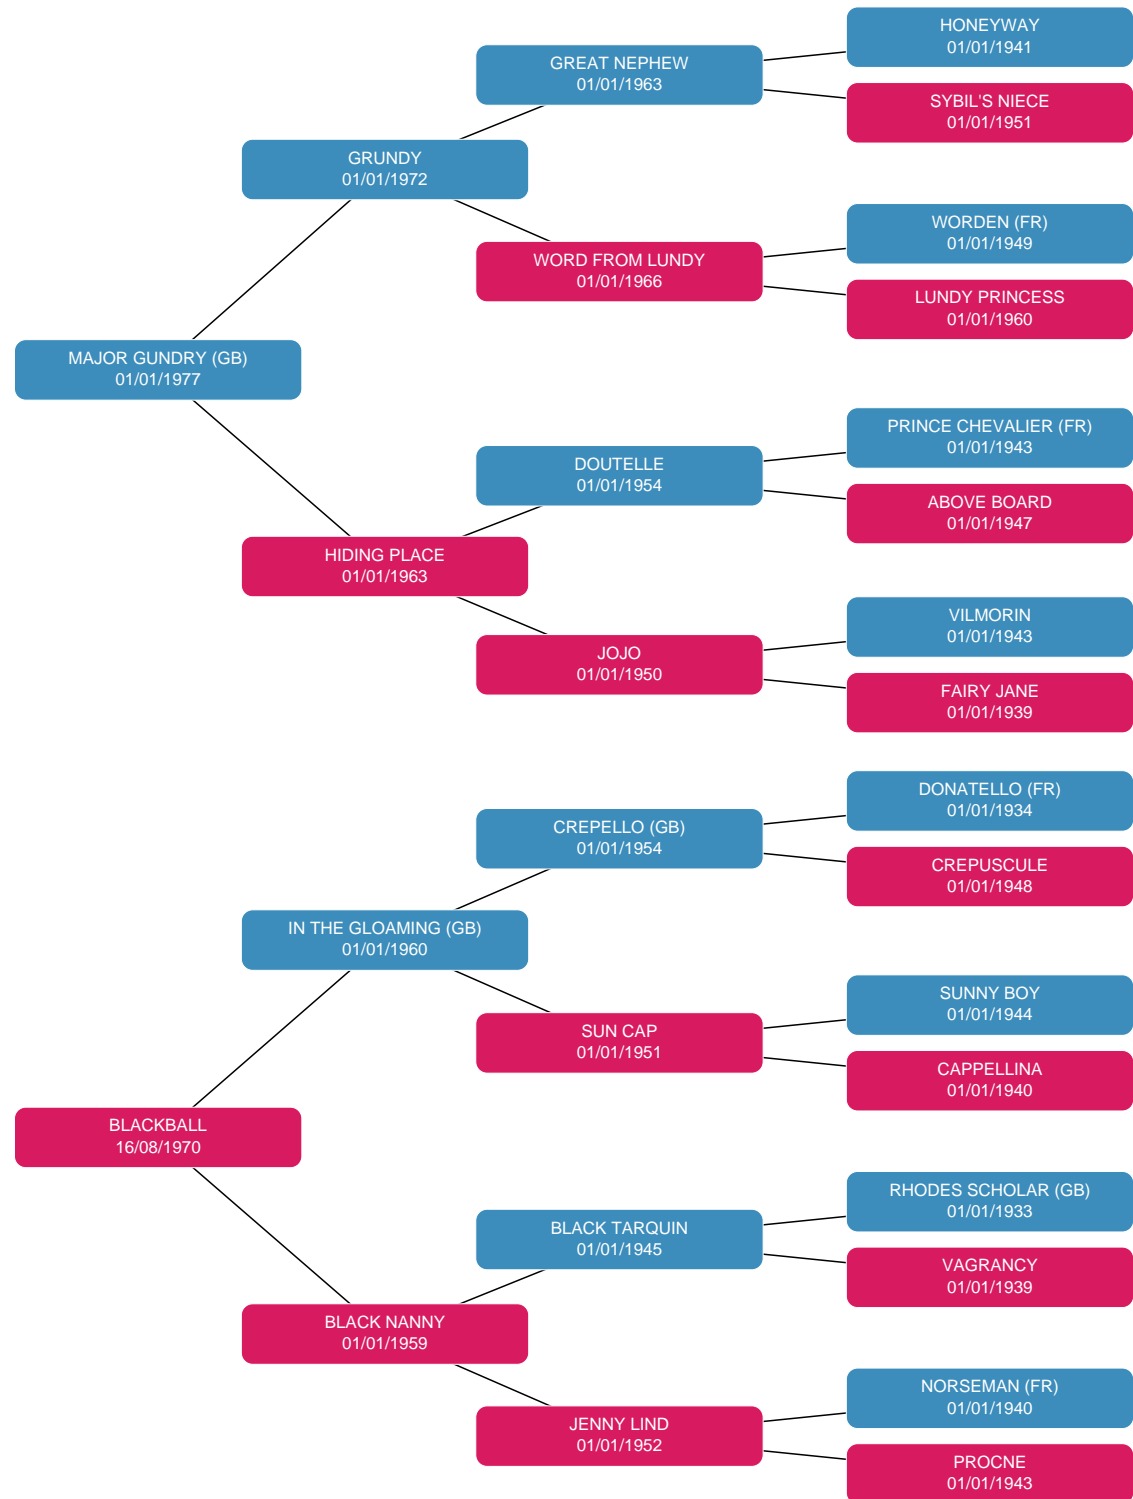 HONEYWAY
01/01/1941
GREAT NEPHEW
01/01/1963
SYBIL'S NIECE
01/01/1951
GRUNDY
01/01/1972
WORDEN (FR)
01/01/1949
WORD FROM LUNDY
01/01/1966
LUNDY PRINCESS
01/01/1960
MAJOR GUNDRY (GB)
01/01/1977
PRINCE CHEVALIER (FR)
01/01/1943
DOUTELLE
01/01/1954
ABOVE BOARD
01/01/1947
HIDING PLACE
01/01/1963
VILMORIN
01/01/1943
JOJO
01/01/1950
FAIRY JANE
01/01/1939
DONATELLO (FR)
01/01/1934
CREPELLO (GB)
01/01/1954
CREPUSCULE
01/01/1948
IN THE GLOAMING (GB)
01/01/1960
SUNNY BOY
01/01/1944
SUN CAP
01/01/1951
CAPPELLINA
01/01/1940
BLACKBALL
16/08/1970
RHODES SCHOLAR (GB)
01/01/1933
BLACK TARQUIN
01/01/1945
VAGRANCY
01/01/1939
BLACK NANNY
01/01/1959
NORSEMAN (FR)
01/01/1940
JENNY LIND
01/01/1952
PROCNE
01/01/1943